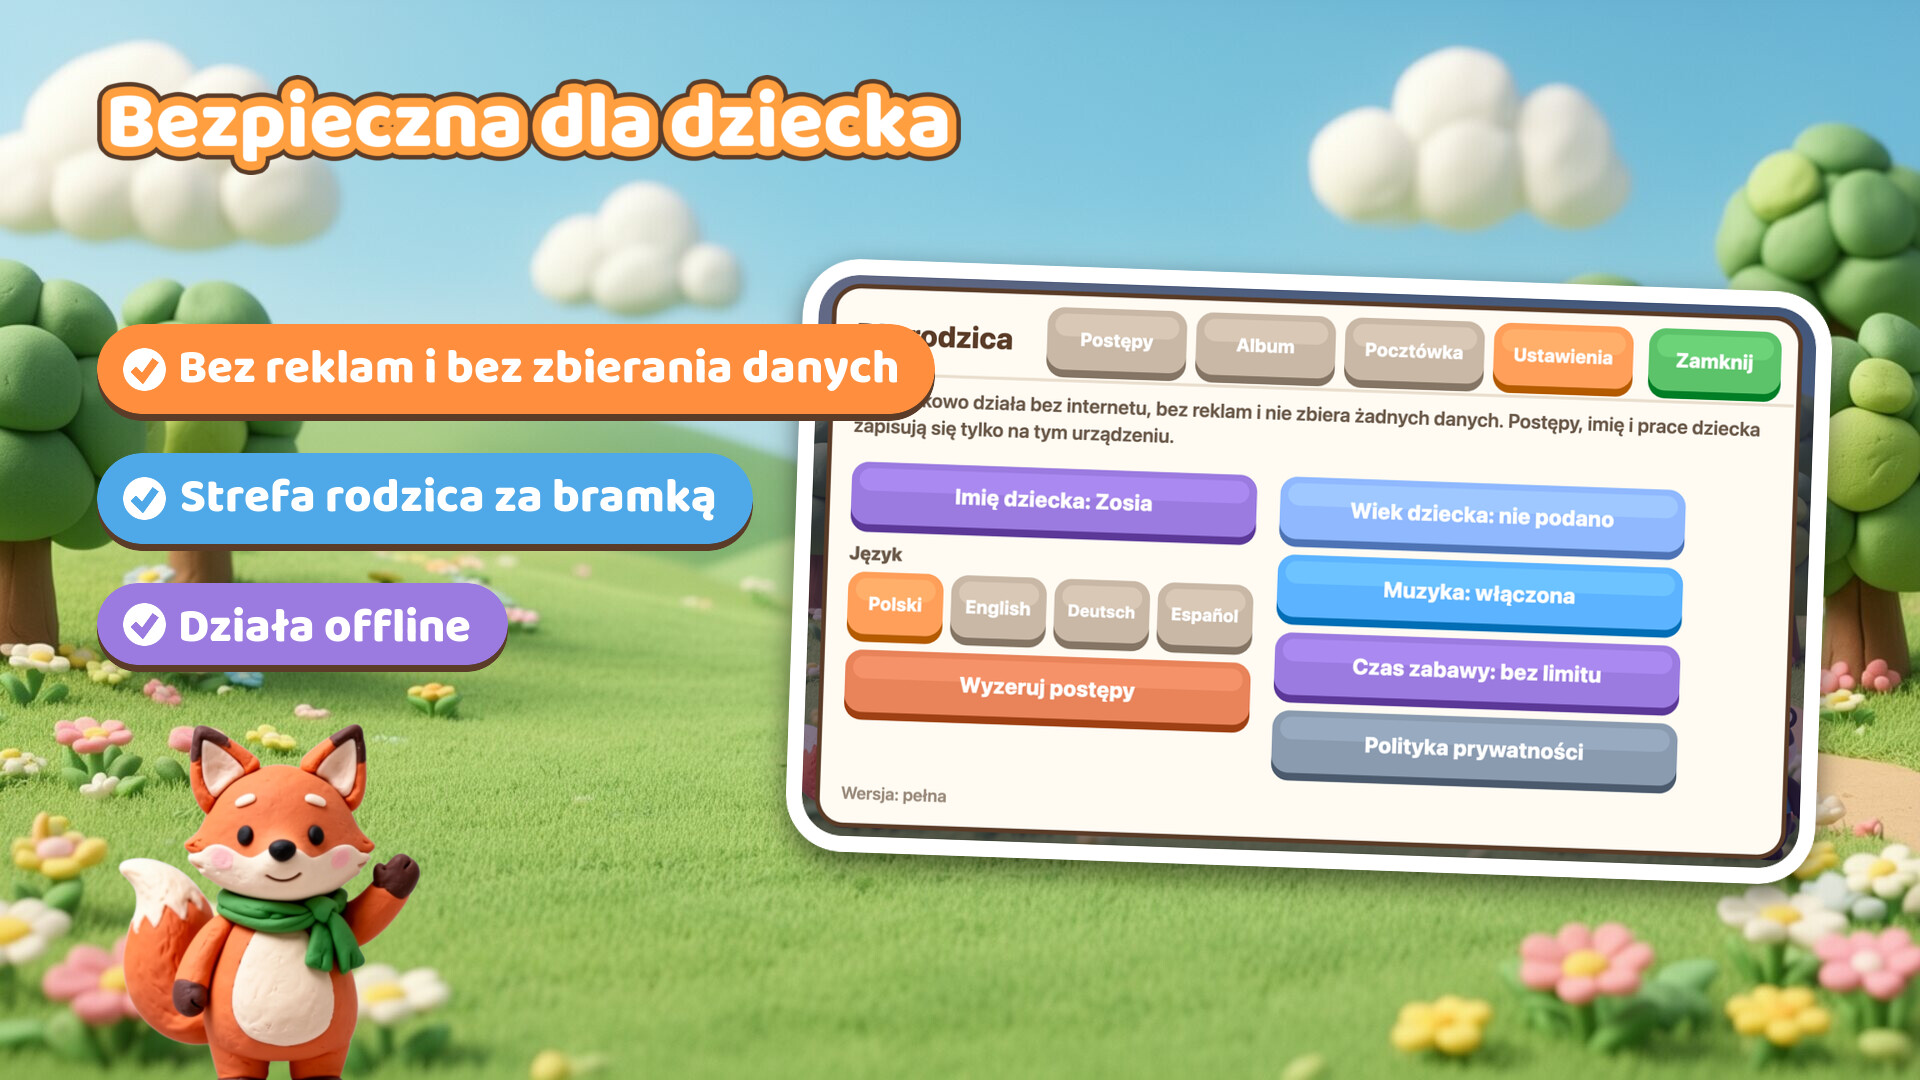 Bezpieczna dla dziecka
Bez reklam i bez zbierania danych
Strefa rodzica za bramką
Działa offline
rodzica
Postępy
Album
Pocztówka
Ustawienia
Zamknij
działa bez internetu, bez reklam i nie zbiera żadnych danych. Postępy, imię i prace dziecka
zapisują się tylko na tym urządzeniu.
Imię dziecka: Zosia
Wiek dziecka: nie podano
Język
Polski
English
Deutsch
Español
Muzyka: włączona
Wyzeruj postępy
Czas zabawy: bez limitu
Polityka prywatności
Wersja: pełna